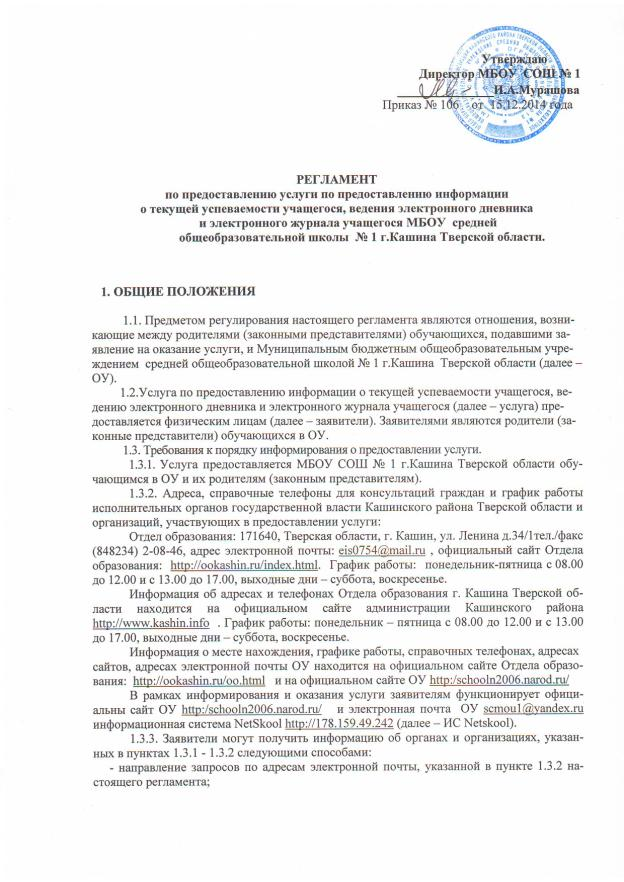 Утверждаю
Директор МБОУ СОШ № 1
И.А.Мурашова
Приказ № 106 от 15.12.2014 года
РЕГЛАМЕНТ
по предоставлению услуги по предоставлению информации
о текущей успеваемости учащегося, ведения электронного дневника
и электронного журнала учащегося МБОУ средней
общеобразовательной школы № 1 г.Кашина Тверской области.
1. ОБЩИЕ ПОЛОЖЕНИЯ
1.1. Предметом регулирования настоящего регламента являются отношения, возни-
кающие между родителями (законными представителями) обучающихся, подавшими за-
явление на оказание услуги, и Муниципальным бюджетным общеобразовательным учре-
ждением средней общеобразовательной школой № 1 г.Кашина Тверской области (далее –
ОУ).
1.2.Услуга по предоставлению информации о текущей успеваемости учащегося, ве-
дению электронного дневника и электронного журнала учащегося (далее – услуга) пре-
доставляется физическим лицам (далее – заявители). Заявителями являются родители (за-
конные представители) обучающихся в ОУ.
1.3. Требования к порядку информирования о предоставлении услуги.
1.3.1. Услуга предоставляется МБОУ СОШ № 1 г.Кашина Тверской области обу-
чающимся в ОУ и их родителям (законным представителям).
1.3.2. Адреса, справочные телефоны для консультаций граждан и график работы
исполнительных органов государственной власти Кашинского района Тверской области и
организаций, участвующих в предоставлении услуги:
Отдел образования: 171640, Тверская области, г. Кашин, ул. Ленина д.34/1тел./факс
(848234) 2-08-46, адрес электронной почты: eis0754@mail.ru , официальный сайт Отдела
образования: http://ookashin.ru/index.html. График работы: понедельник-пятница с 08.00
до 12.00 и с 13.00 до 17.00, выходные дни – суббота, воскресенье.
Информация об адресах и телефонах Отдела образования г. Кашина Тверской об-
ласти находится на официальном сайте администрации Кашинского района
http://www.kashin.info . График работы: понедельник – пятница с 08.00 до 12.00 и с 13.00
до 17.00, выходные дни – суббота, воскресенье.
Информация о месте нахождения, графике работы, справочных телефонах, адресах
сайтов, адресах электронной почты ОУ находится на официальном сайте Отдела образо-
вания: http://ookashin.ru/oo.html и на официальном сайте ОУ http:/schooln2006.narod.ru/
В рамках информирования и оказания услуги заявителям функционирует офици-
альны сайт ОУ http:/schooln2006.narod.ru/ и электронная почта ОУ scmou1@yandex.ru
информационная система NetSkool http://178.159.49.242 (далее – ИС Netskool).
1.3.3. Заявители могут получить информацию об органах и организациях, указан-
ных в пунктах 1.3.1 - 1.3.2 следующими способами:
- направление запросов по адресам электронной почты, указанной в пункте 1.3.2 на-
стоящего регламента;